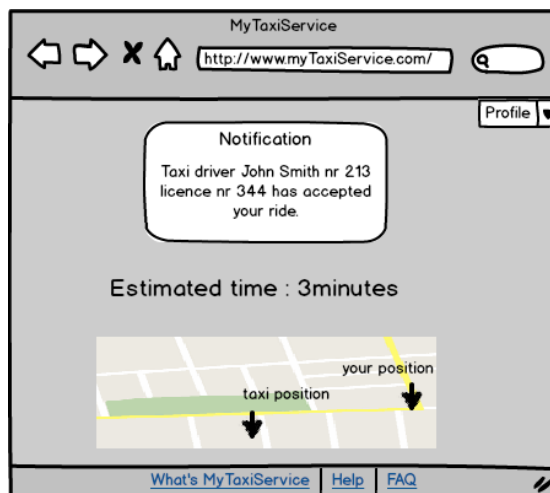 MyTaxiService
http://www.myTaxiService.com/
Profile
Notification
Taxi driver John Smith nr 213
licence nr 344 has accepted
your ride.
Estimated time : 3minutes
your position
taxi position
What's MyTaxiService Help FAQ